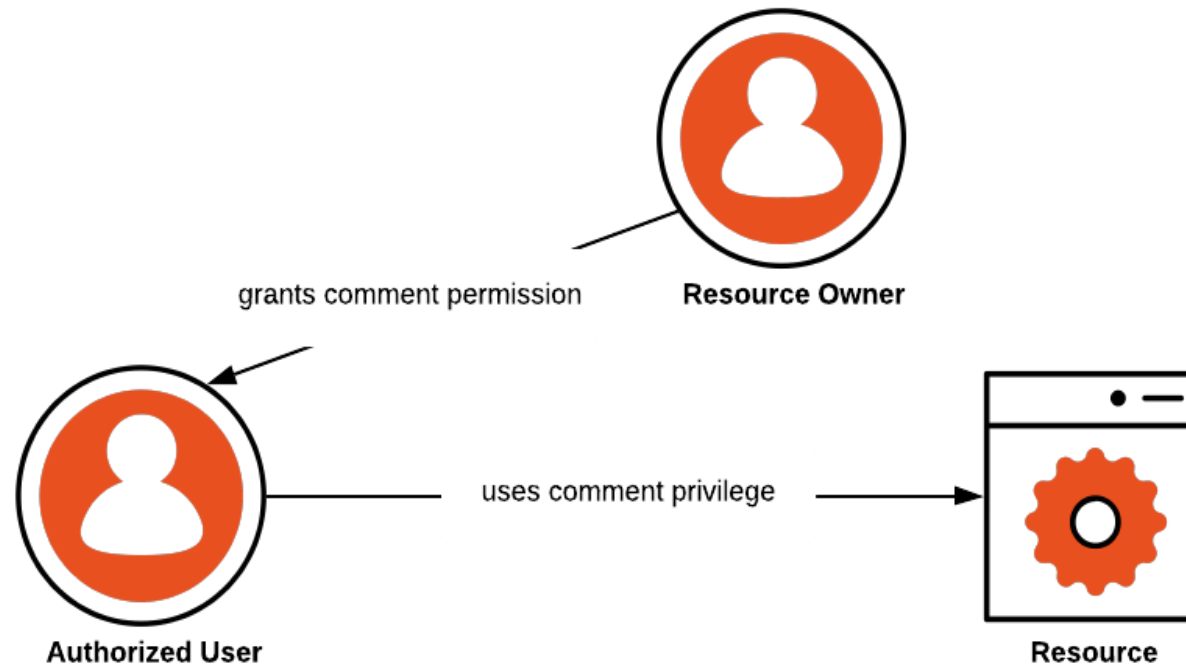 grants comment permission
Resource Owner
uses comment privilege
Authorized User
Resource